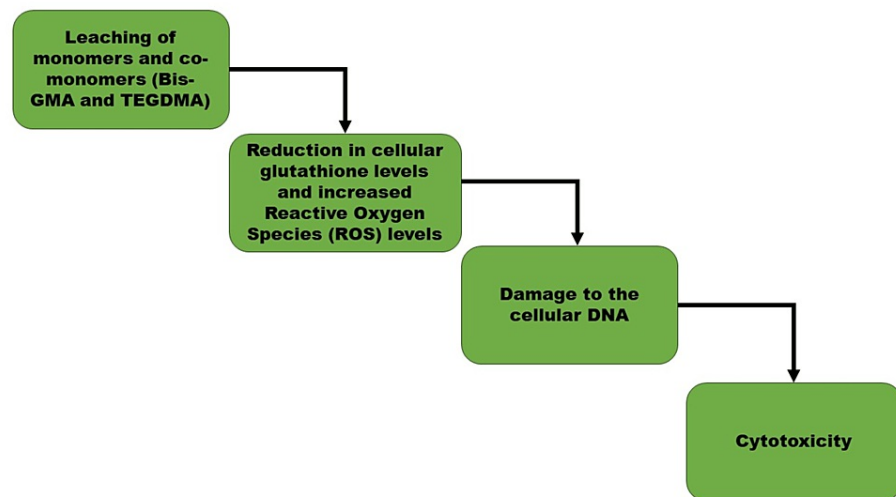 Leaching of
monomers and co-
monomers (Bis-
GMA and TEGDMA)
Reduction in cellular
glutathione levels
and increased
Reactive Oxygen
Species (ROS) levels
Damage to the
cellular DNA
Cytotoxicity